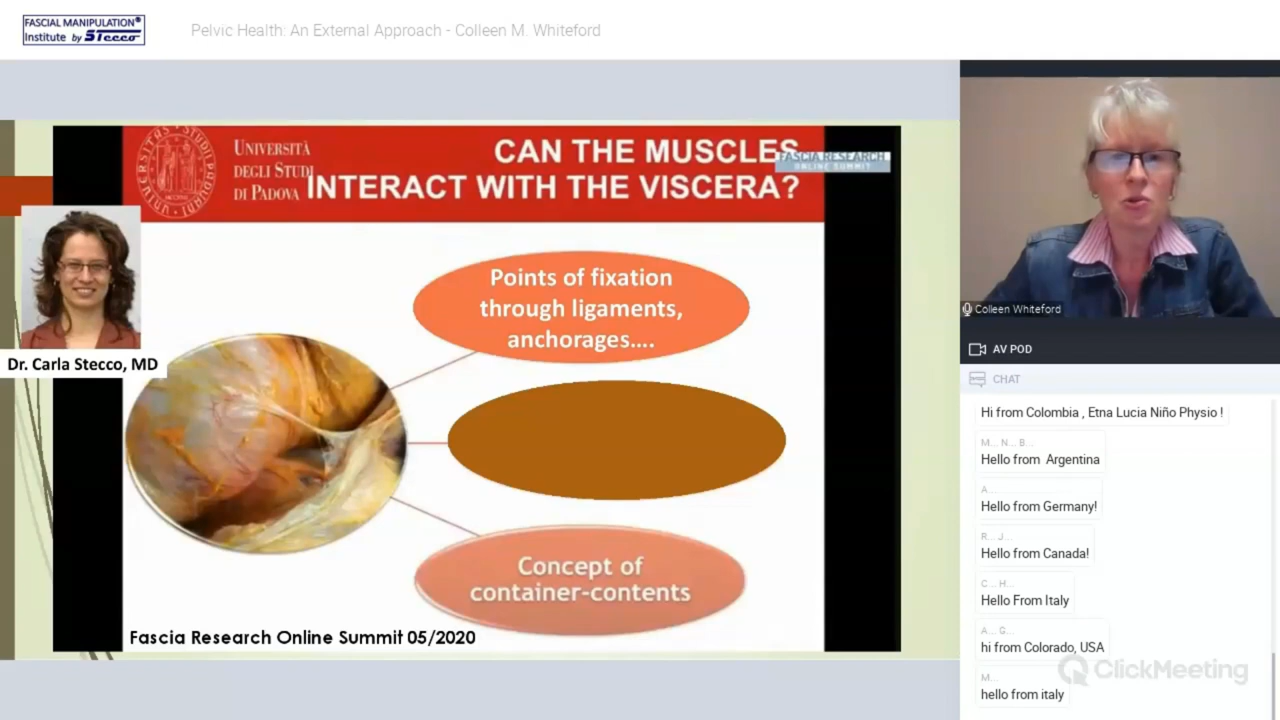 FASCIAL MANIPULATION®
Institute by Stecco
Pelvic Health: An External Approach - Colleen M. Whiteford
UNIVERSITÀ
DEGLI STUDI
DI PADOVA
CAN THE MUSCLES
INTERACT WITH THE VISCERA?
FASCIA RESEARCH
ONLINE SUMMIT
Points of fixation
through ligaments,
anchorages....
Dr. Carla Stecco, MD
Concept of
container-contents
Fascia Research Online Summit 05/2020
Colleen Whiteford
AV POD
CHAT
Hi from Colombia , Etna Lucia Niño Physio !
M... N... B...
Hello from Argentina
A...
Hello from Germany!
R... J...
Hello from Canada!
C... H...
Hello From Italy
A... G...
hi from Colorado, USA
M...
hello from italy
ClickMeeting